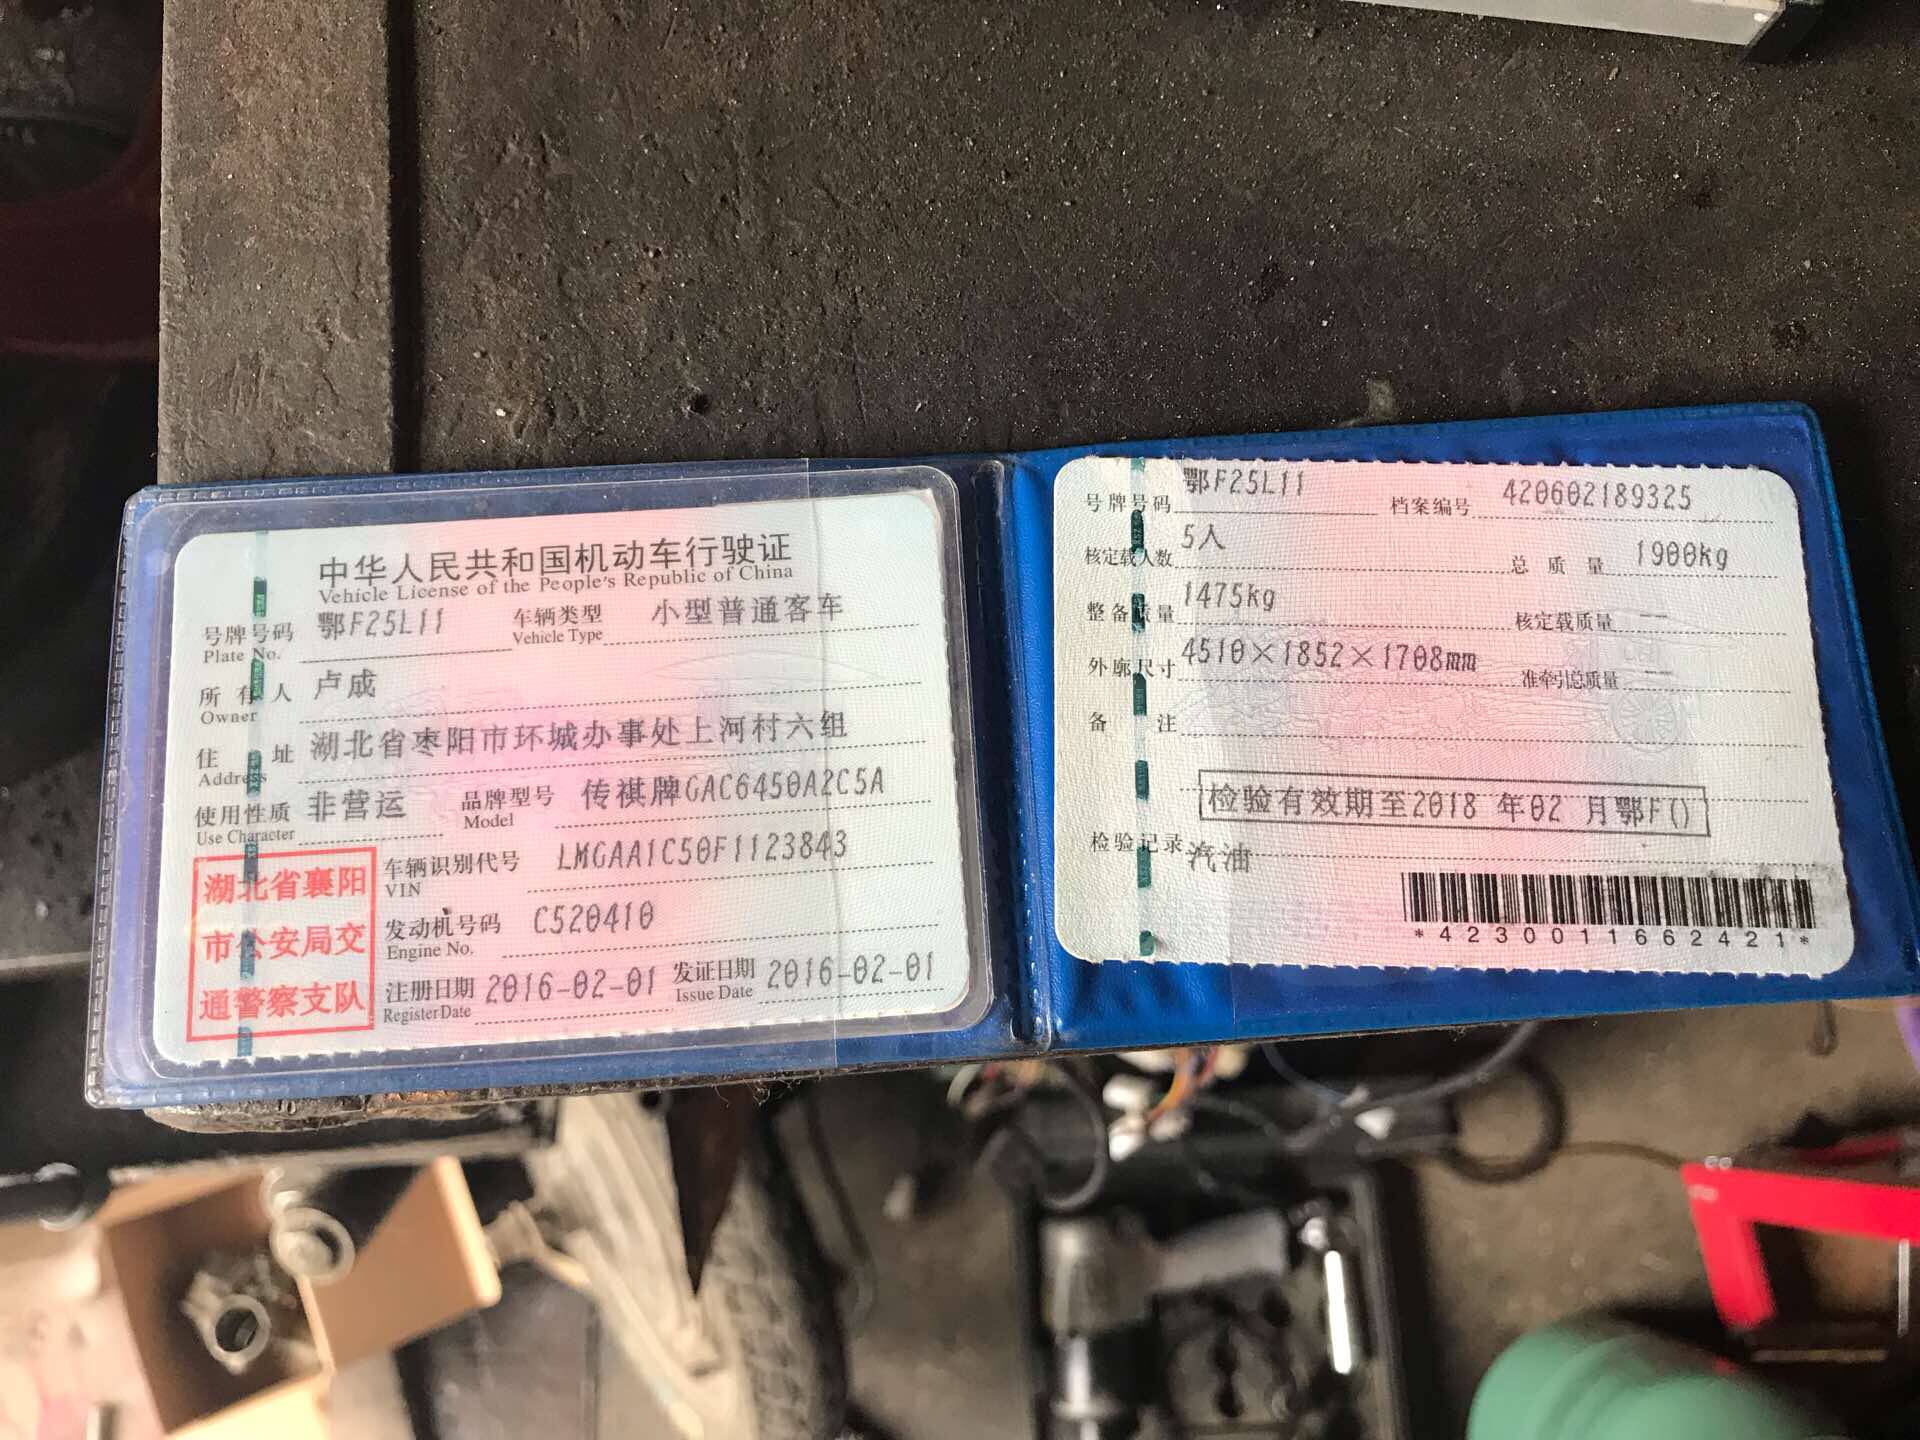 中华人民共和国机动车行驶证
Vehicle License of the People's Republic of China
号牌号码 鄂F25L11 车辆类型 小型普通客车
Plate No. Vehicle Type
所有人 卢成
Owner
住址 湖北省枣阳市环城办事处上河村六组
Address
使用性质 非营运 品牌型号 传祺牌GAC6450A2C5A
Use Character Model
湖北省襄阳
市公安局交
通警察支队
车辆识别代号 LMGAA1C50F1123843
VIN
发动机号码 C520410
Engine No.
注册日期 2016-02-01 发证日期 2016-02-01
Register Date Issue Date
号牌号码 鄂F25L11 档案编号 420602189325
核定载人数 5人 总质量 1900kg
整备质量 1475kg 核定载质量 --
外廓尺寸 4510×1852×1708mm 准牵引总质量 --
备注
检验有效期至2018 年02 月鄂F()
检验记录 汽油
*4230011662421*